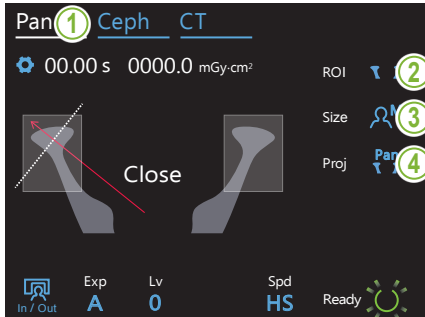 Pan 1 Ceph CT
00.00 s 0000.0 mGy·cm²
ROI 2
Size M 3
Proj Pan 4
Close
In / Out
Exp Lv Spd
A 0 HS Ready